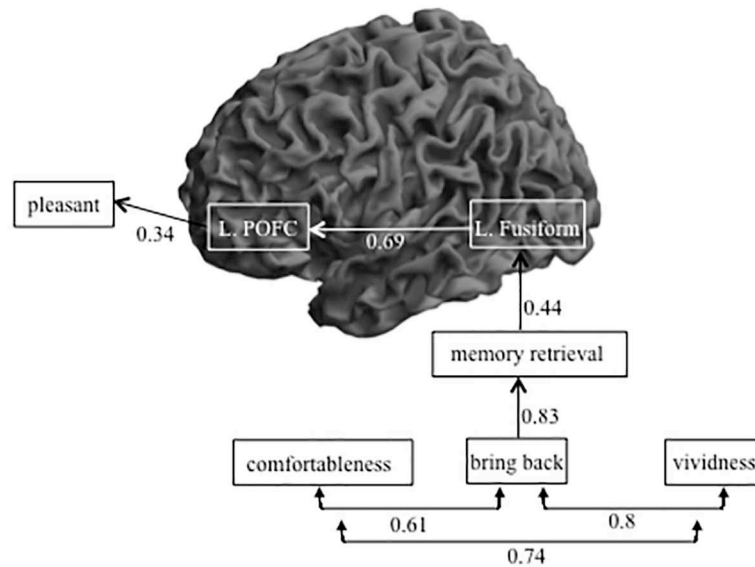 pleasant
L. POFC
L. Fusiform
0.34
0.69
0.44
memory retrieval
0.83
comfortableness
bring back
vividness
0.61
0.8
0.74